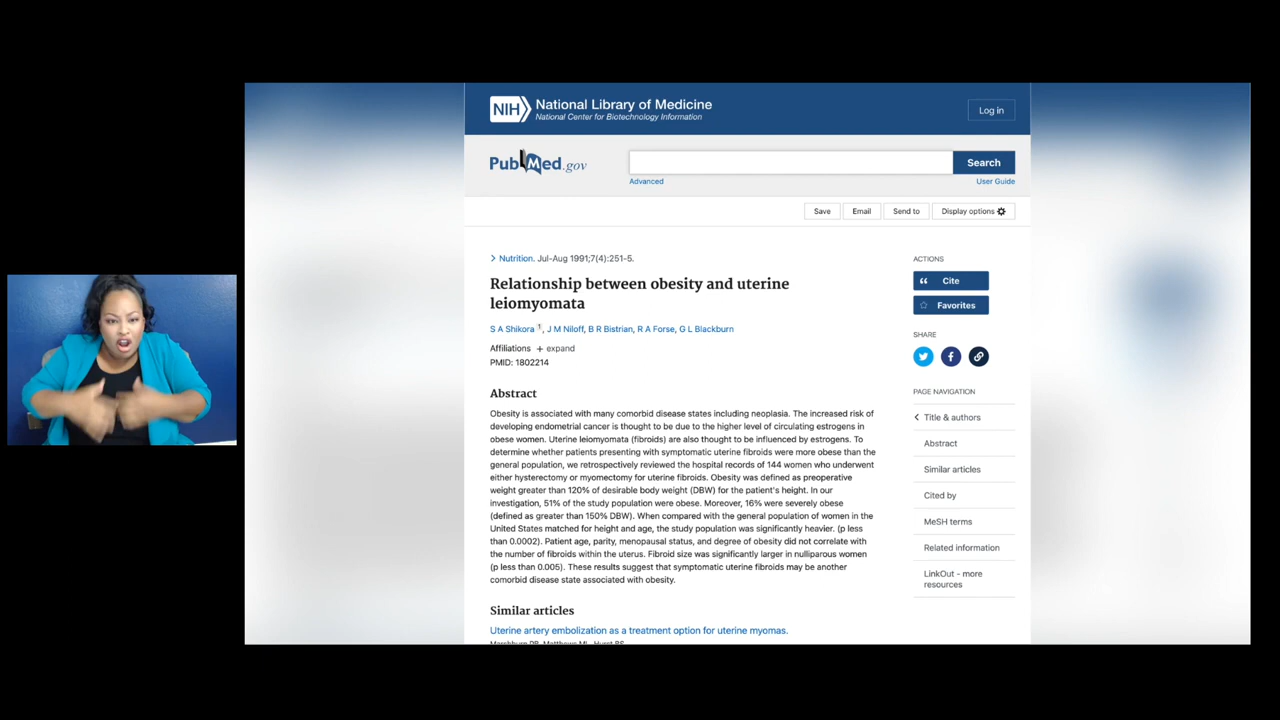 NIH National Library of Medicine
National Center for Biotechnology Information
Log in
PubMed.gov
Search
Advanced
User Guide
Save
Email
Send to
Display options
Nutrition. Jul-Aug 1991;7(4):251-5.
Relationship between obesity and uterine
leiomyomata
S A Shikora 1, J M Niloff, B R Bistrian, R A Forse, G L Blackburn
Affiliations + expand
PMID: 1802214
Abstract
Obesity is associated with many comorbid disease states including neoplasia. The increased risk of
developing endometrial cancer is thought to be due to the higher level of circulating estrogens in
obese women. Uterine leiomyomata (fibroids) are also thought to be influenced by estrogens. To
determine whether patients presenting with symptomatic uterine fibroids were more obese than the
general population, we retrospectively reviewed the hospital records of 144 women who underwent
either hysterectomy or myomectomy for uterine fibroids. Obesity was defined as preoperative
weight greater than 120% of desirable body weight (DBW) for the patient's height. In our
investigation, 51% of the study population were obese. Moreover, 16% were severely obese
(defined as greater than 150% DBW). When compared with the general population of women in the
United States matched for height and age, the study population was significantly heavier. (p less
than 0.0002). Patient age, parity, menopausal status, and degree of obesity did not correlate with
the number of fibroids within the uterus. Fibroid size was significantly larger in nulliparous women
(p less than 0.005). These results suggest that symptomatic uterine fibroids may be another
comorbid disease state associated with obesity.
Similar articles
Uterine artery embolization as a treatment option for uterine myomas.
ACTIONS
Cite
Favorites
SHARE
PAGE NAVIGATION
Title & authors
Abstract
Similar articles
Cited by
MeSH terms
Related information
LinkOut - more
resources